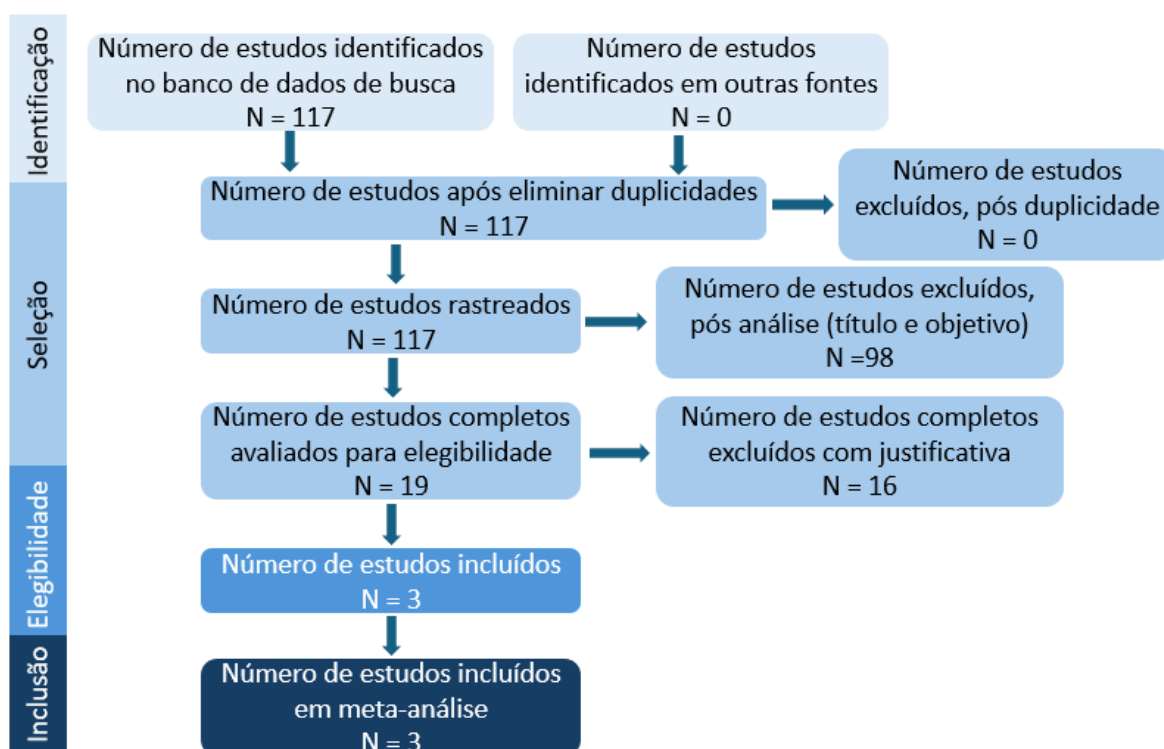 Identificação
Número de estudos identificados
no banco de dados de busca
N = 117
Número de estudos
identificados em outras fontes
N = 0
Seleção
Número de estudos após eliminar duplicidades
N = 117
Número de estudos
excluídos, pós duplicidade
N = 0
Número de estudos rastreados
N = 117
Número de estudos excluídos,
pós análise (título e objetivo)
N =98
Número de estudos completos
avaliados para elegibilidade
N = 19
Número de estudos completos
excluídos com justificativa
N = 16
Elegibilidade
Número de estudos incluídos
N = 3
Inclusão
Número de estudos incluídos
em meta-análise
N = 3